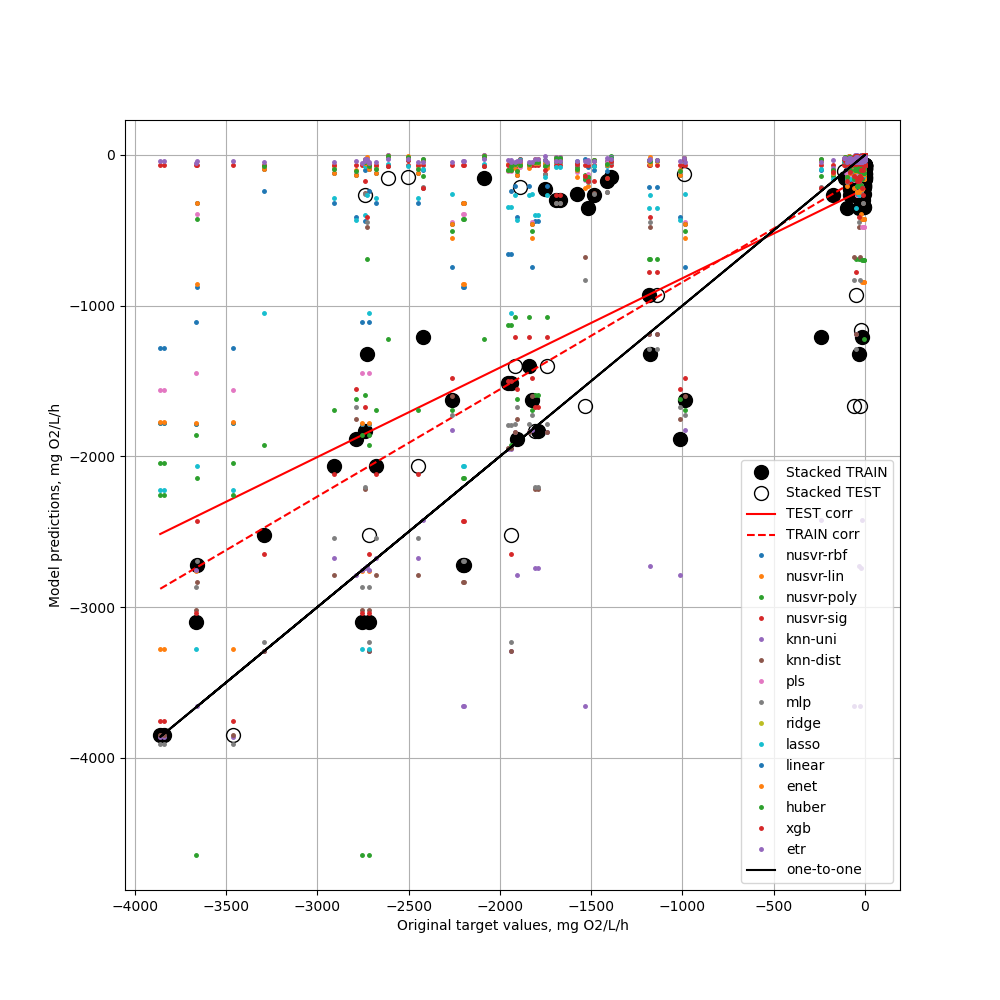 0
−1000
−2000
−3000
−4000
Model predictions, mg O2/L/h
−4000 −3500 −3000 −2500 −2000 −1500 −1000 −500 0
Original target values, mg O2/L/h
Stacked TRAIN
Stacked TEST
TEST corr
TRAIN corr
nusvr-rbf
nusvr-lin
nusvr-poly
nusvr-sig
knn-uni
knn-dist
pls
mlp
ridge
lasso
linear
enet
huber
xgb
etr
one-to-one